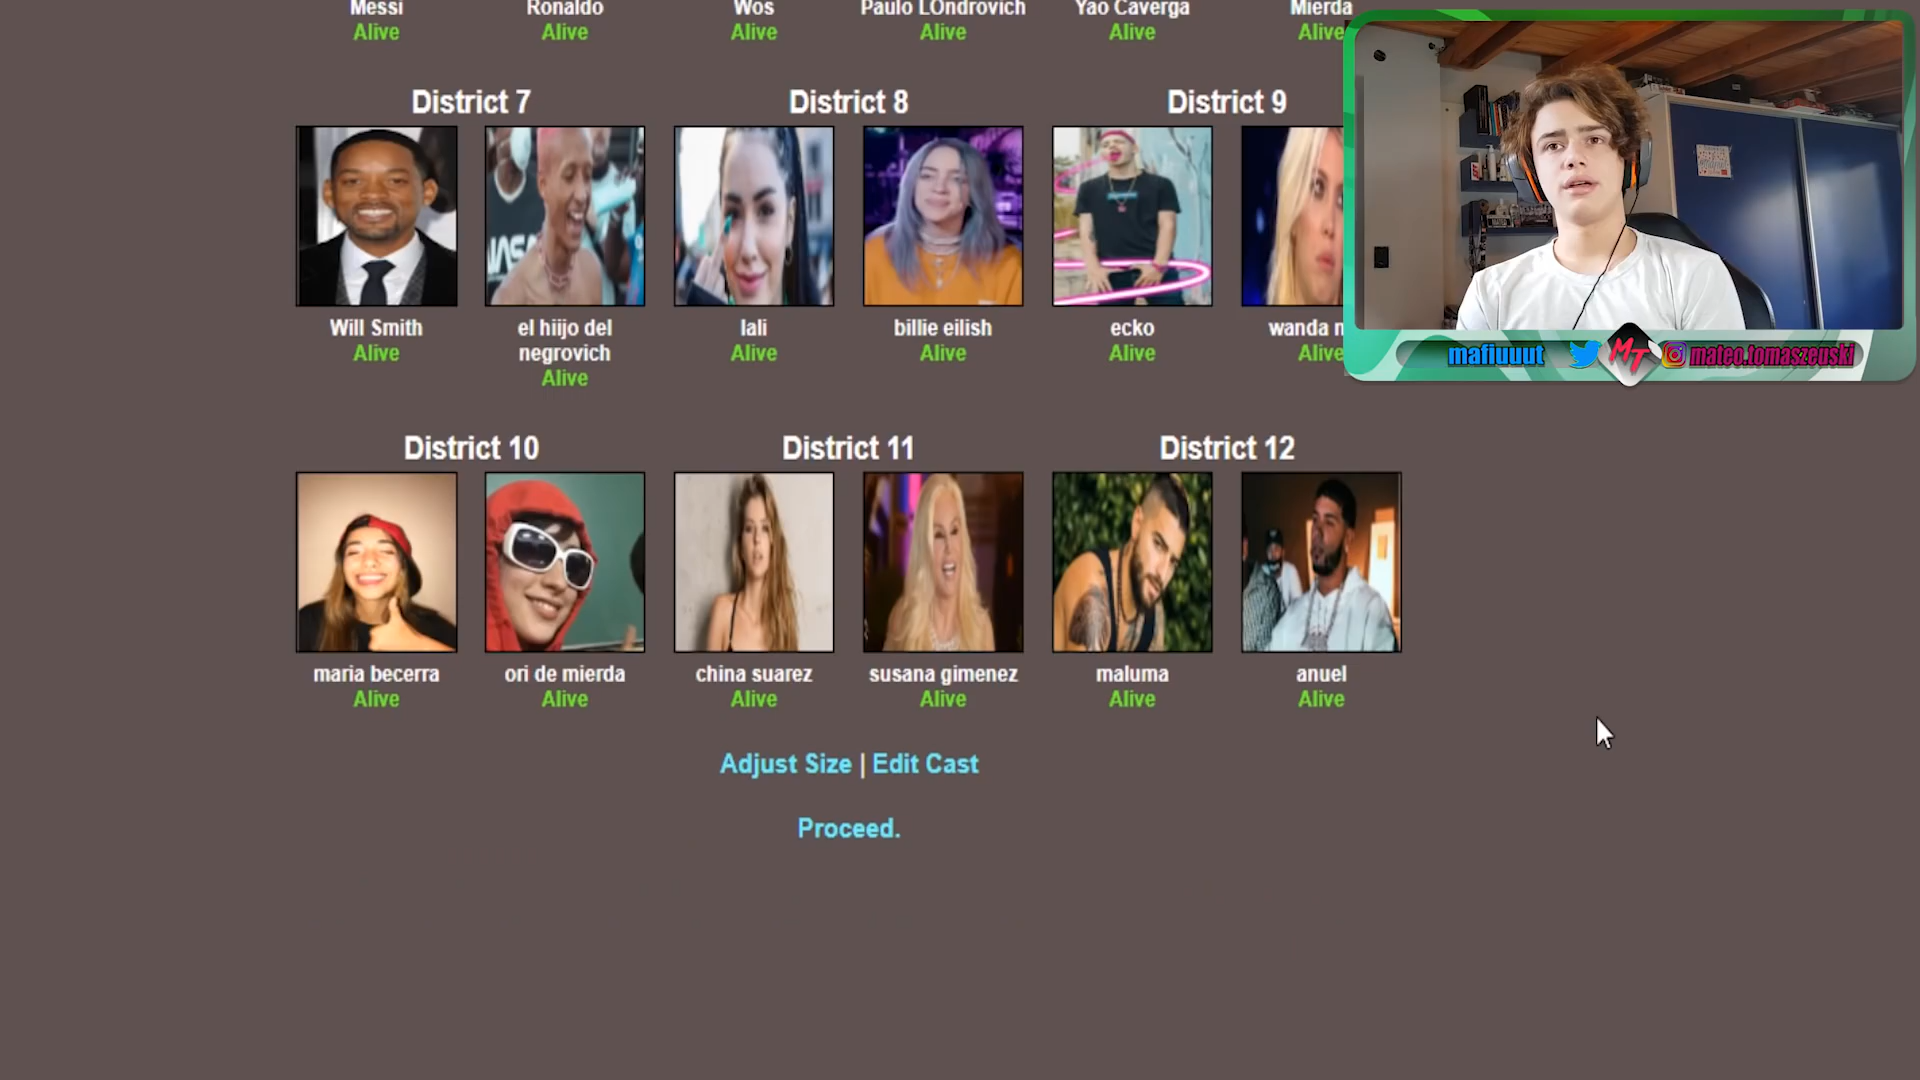 Messi Ronaldo Wos Paulo LOndrovich Yao Caverga Mierda
Alive Alive Alive Alive Alive Alive
District 7 District 8 District 9
NASA
Will Smith el hiijo del lali billie eilish ecko wanda n
negrovich
Alive Alive Alive Alive Alive Alive
mafiuuut MT mateo.tomaszeuski
District 10 District 11 District 12
maria becerra ori de mierda china suarez susana gimenez maluma anuel
Alive Alive Alive Alive Alive Alive
Adjust Size | Edit Cast
Proceed.